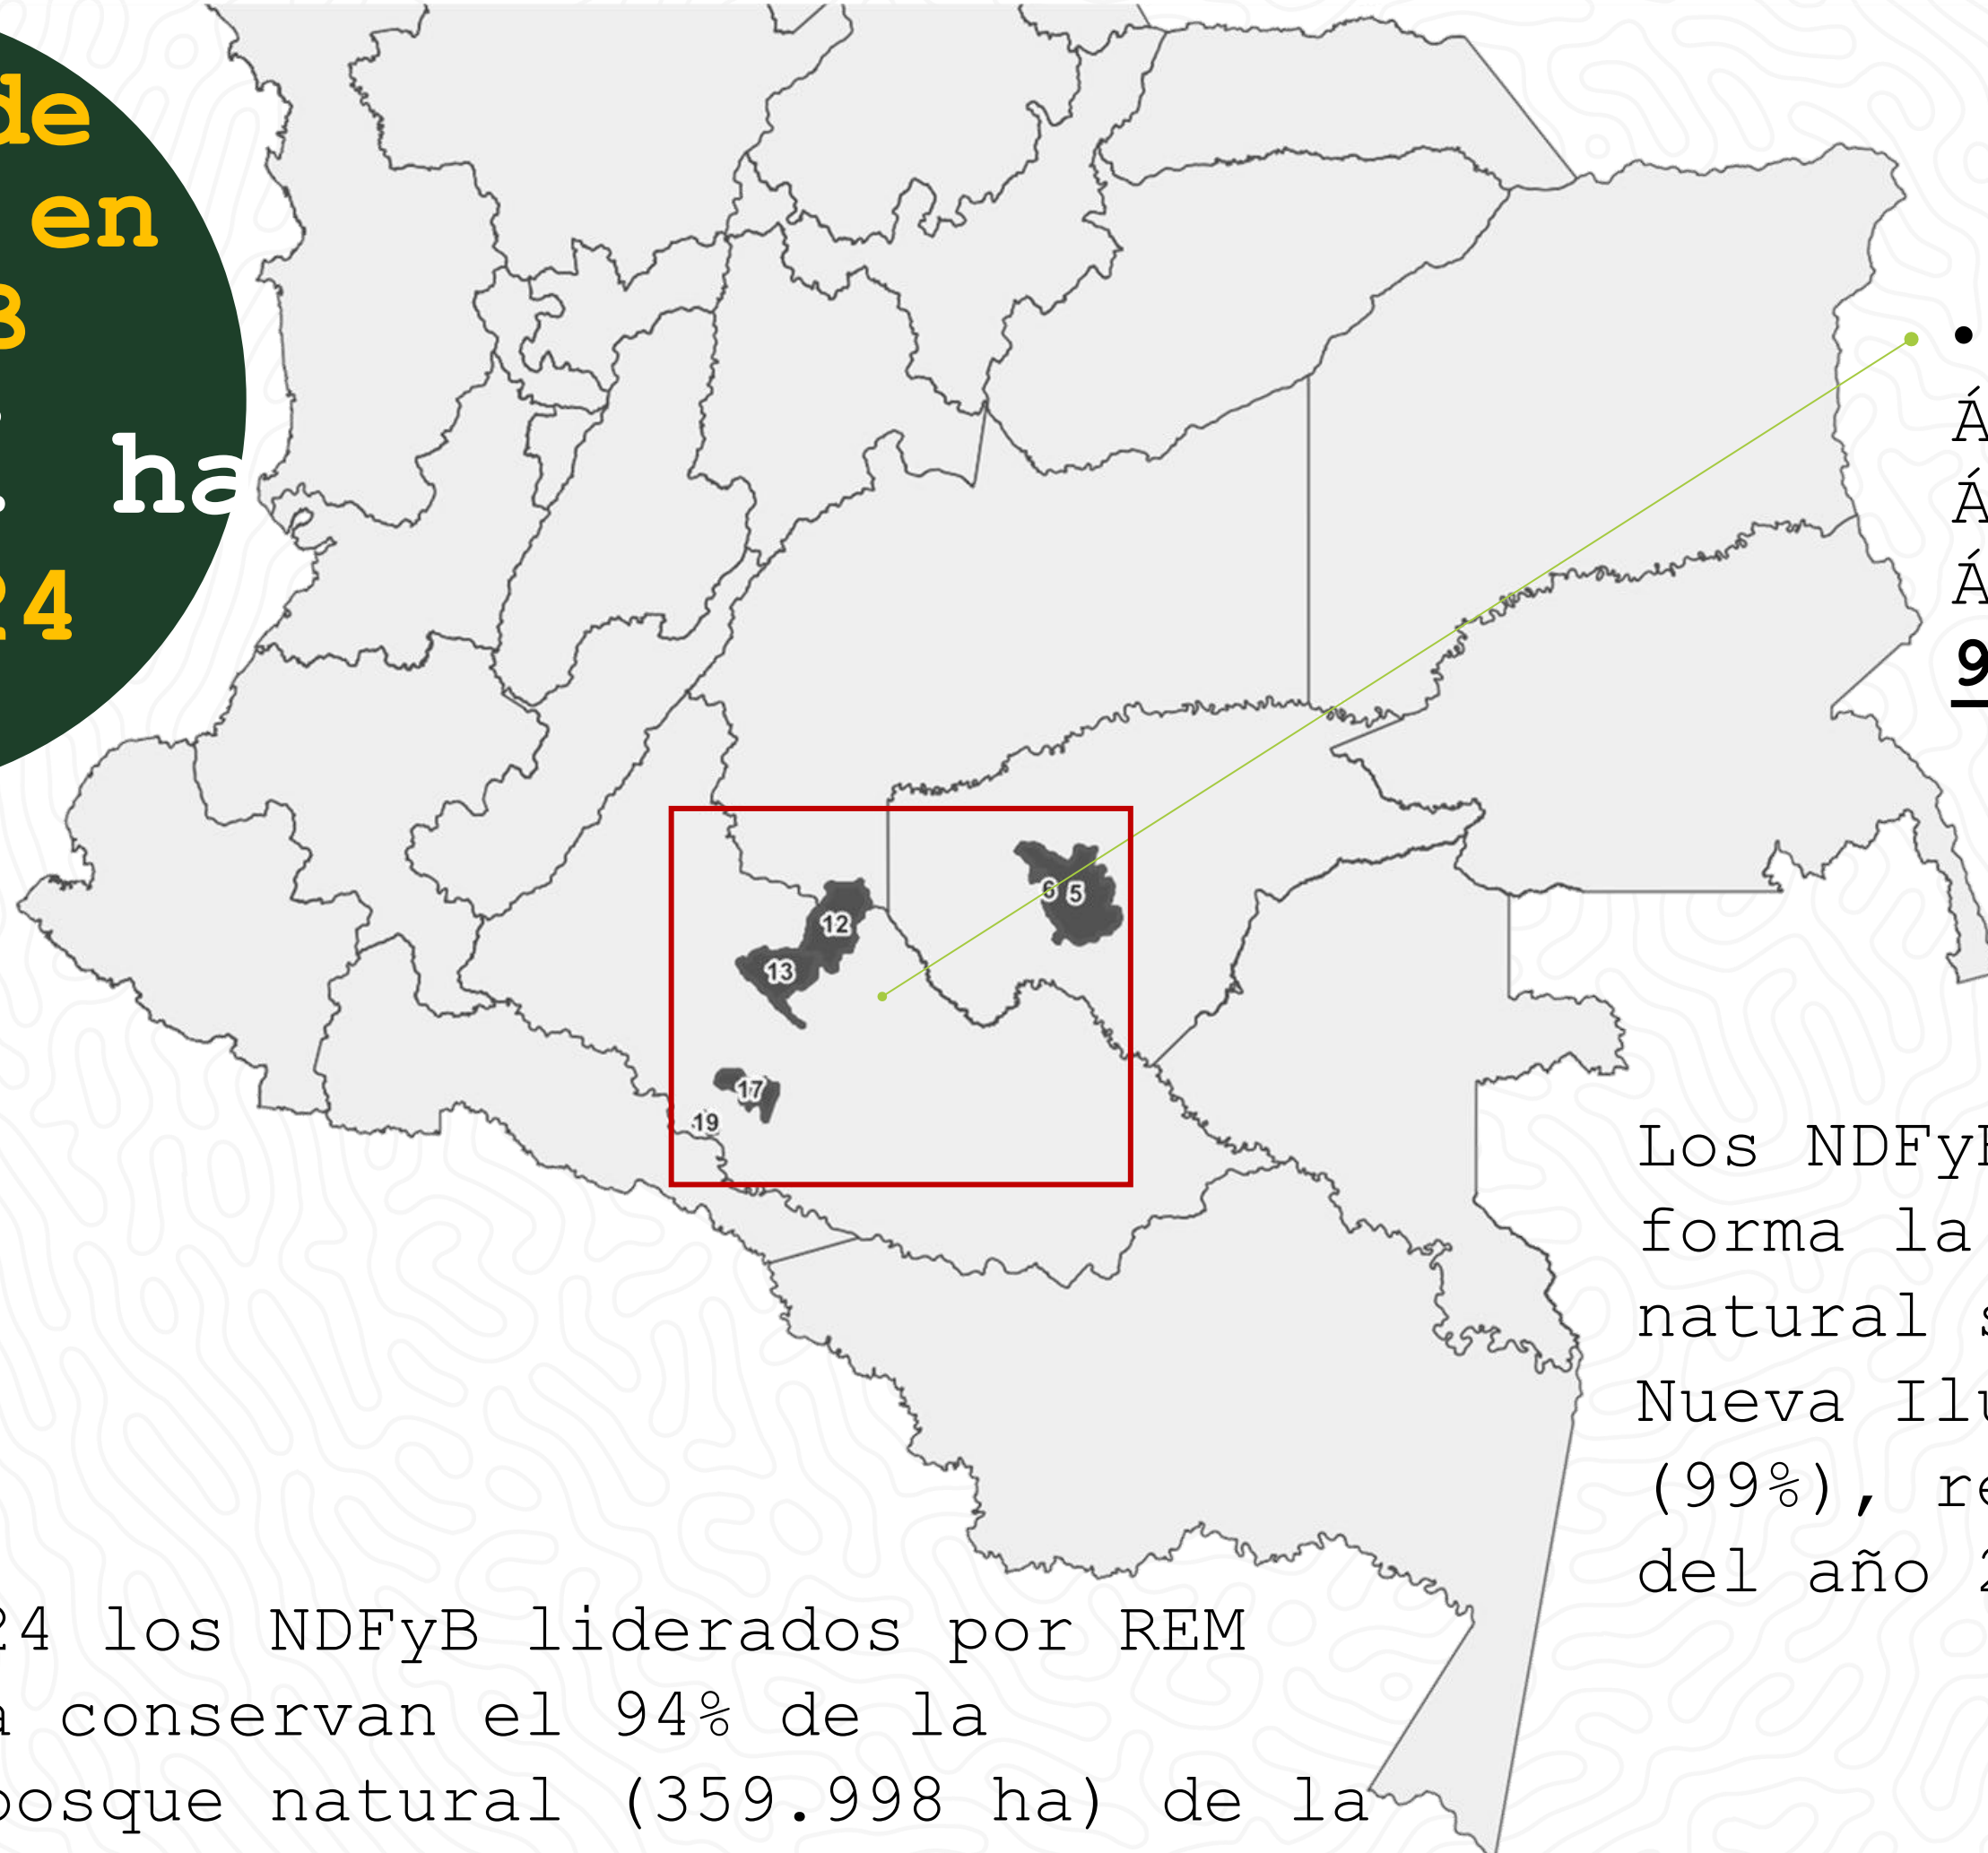 de
en
8
ha
24
6 5
12
13
17
19
Los NDFyB
forma la
natural s
Nueva Ilu
(99%), re
del año 2
24 los NDFyB liderados por REM
a conservan el 94% de la
bosque natural (359.998 ha) de la
•
Á
Á
Á
9